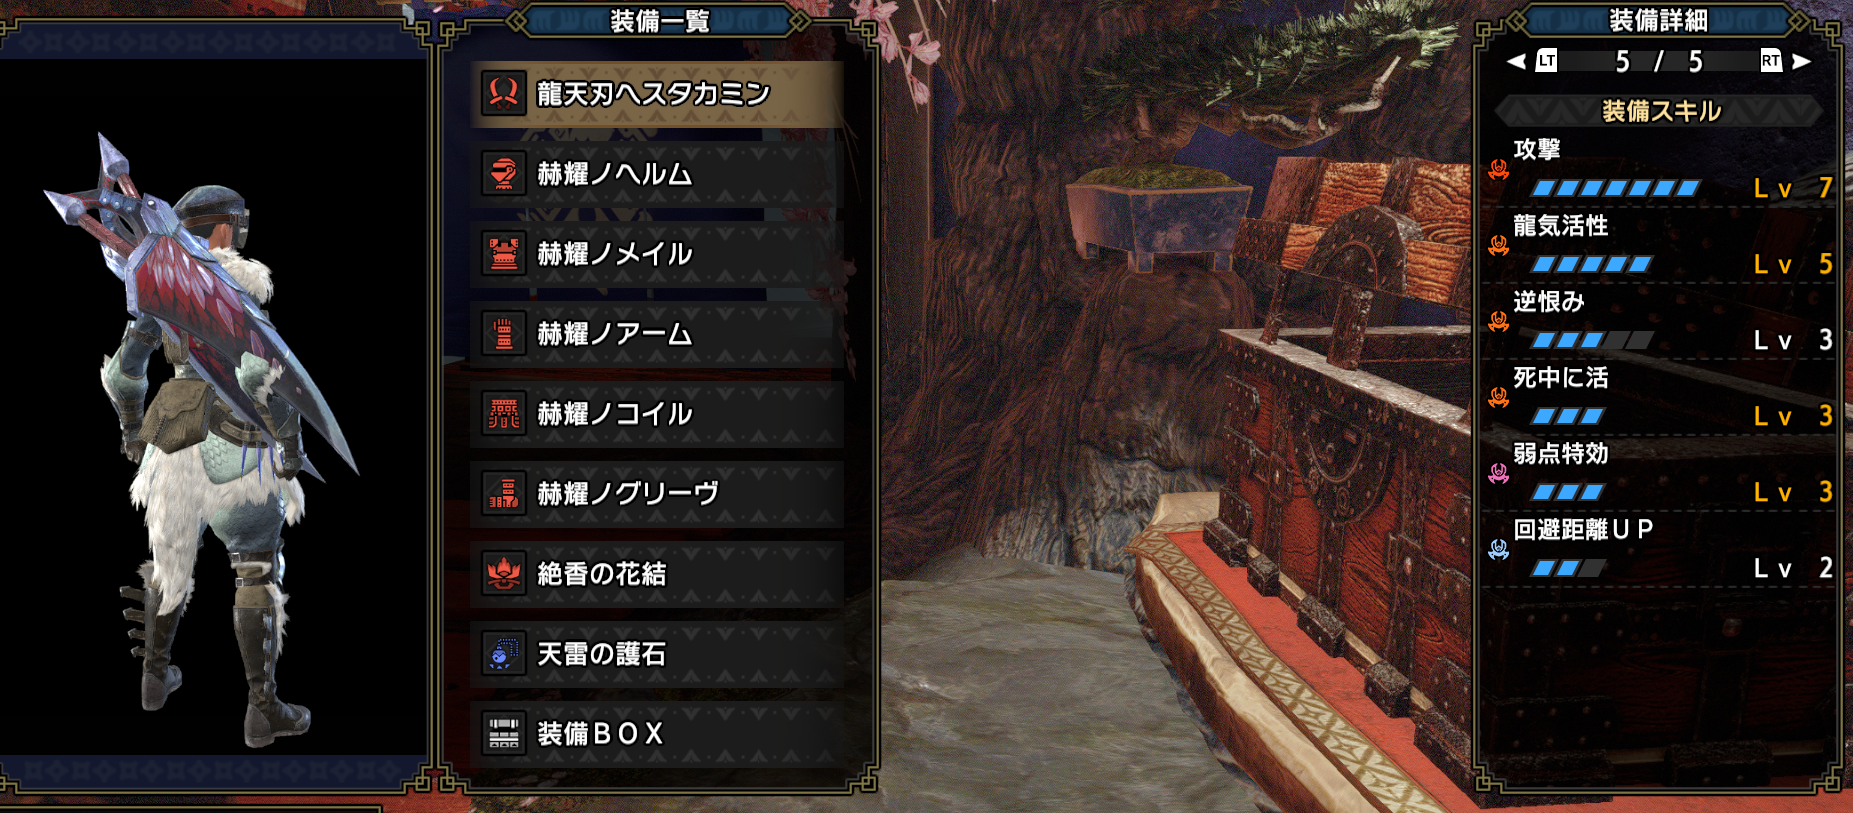 装備一覧
龍天刃ヘスタカミン
赫耀ノヘルム
赫耀ノメイル
赫耀ノアーム
赫耀ノコイル
赫耀ノグリーヴ
絶香の花結
天雷の護石
装備BOX
装備詳細
LT 5 / 5 RT
装備スキル
攻撃
Lv 7
龍気活性
Lv 5
逆恨み
Lv 3
死中に活
Lv 3
弱点特効
Lv 3
回避距離UP
Lv 2